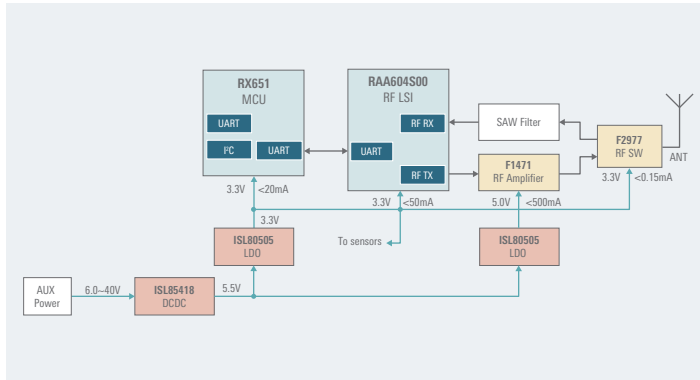 RX651
MCU
UART
I²C
UART
RAA604S00
RF LSI
RF RX
UART
RF TX
SAW Filter
F1471
RF Amplifier
F2977
RF SW
ANT
3.3V <20mA
3.3V <50mA
5.0V <500mA
3.3V <0.15mA
3.3V
ISL80505
LDO
To sensors
ISL80505
LDO
AUX
Power
6.0~40V
ISL85418
DCDC
5.5V